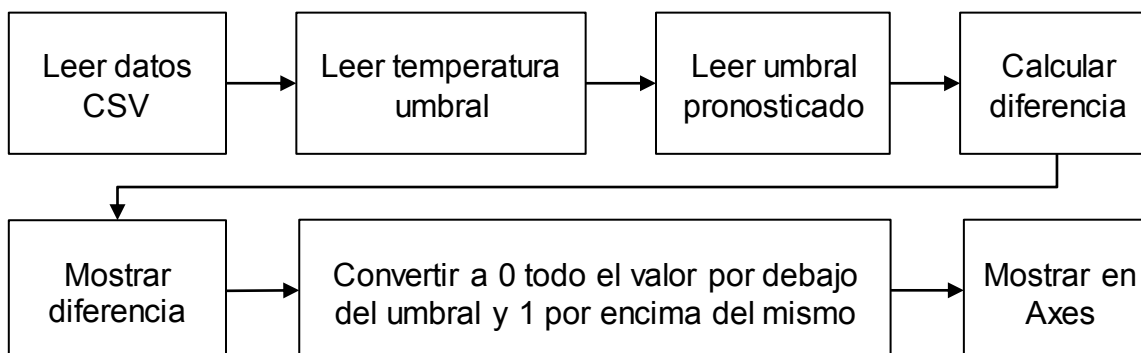 Leer datos
CSV
Leer temperatura
umbral
Leer umbral
pronosticado
Calcular
diferencia
Mostrar
diferencia
Convertir a 0 todo el valor por debajo
del umbral y 1 por encima del mismo
Mostrar en
Axes